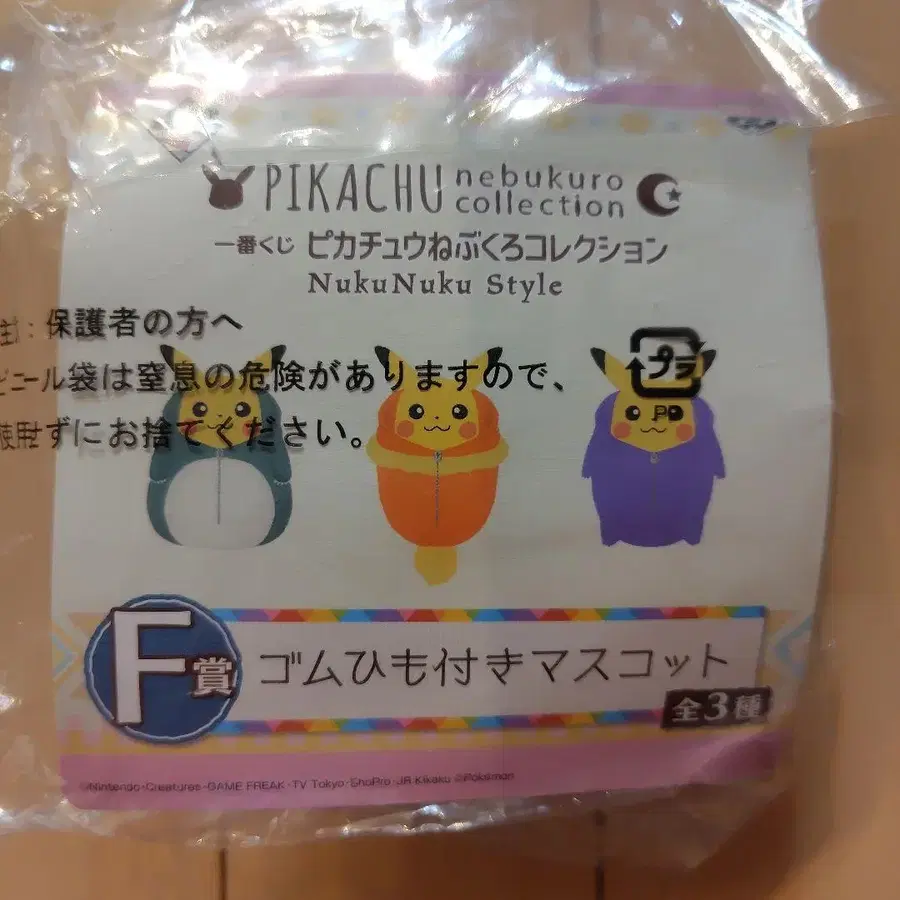 PIKACHU nebukuro collection
一番くじ ピカチュウねぶくろコレクション
NukuNuku Style
保護者の方へ
ニール袋は窒息の危険がありますので、
使用せずにお捨てください。
プラ
P
F賞 ゴムひも付きマスコット
全3種
©Nintendo・Creatures・GAME FREAK・TV Tokyo・ShoPro・JR Kikaku ©Pokémon